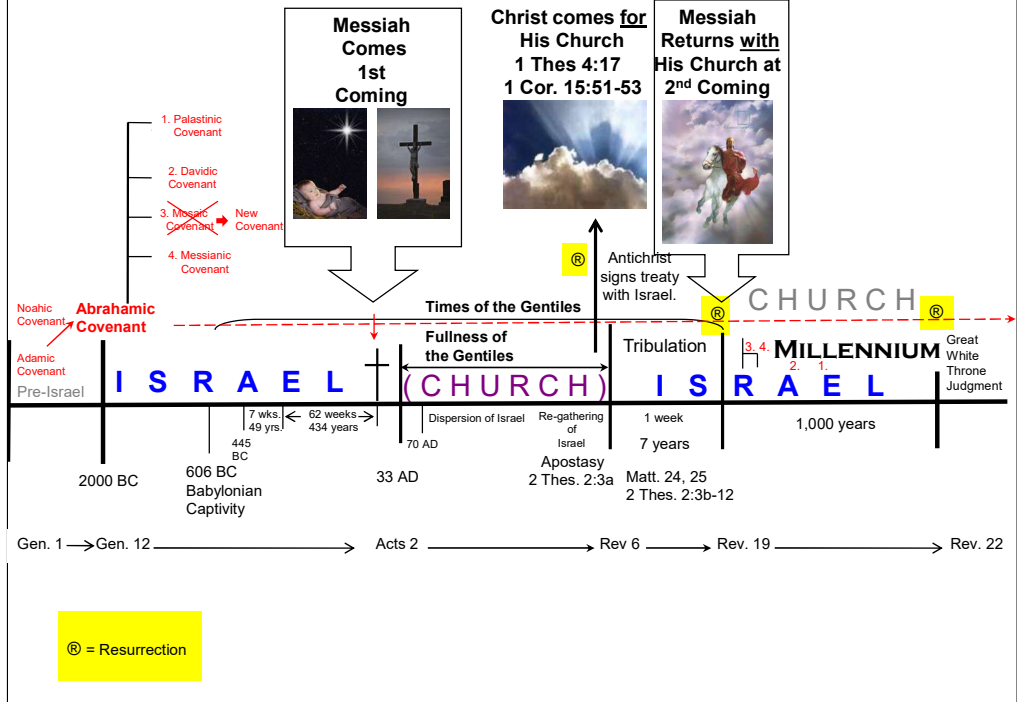 Messiah
Comes
1st
Coming
Christ comes for
His Church
1 Thes 4:17
1 Cor. 15:51-53
Messiah
Returns with
His Church at
2nd Coming
1. Palastinic
Covenant
2. Davidic
Covenant
3. Mosaic
Covenant
New
Covenant
4. Messianic
Covenant
Noahic
Covenant
Abrahamic
Covenant
Adamic
Covenant
Pre-Israel
®
Antichrist
signs treaty
with Israel.
Times of the Gentiles
®
CHURCH
®
Fullness of
the Gentiles
Tribulation
3. 4.
MILLENNIUM
2. 1.
Great
White
Throne
Judgment
ISRAEL
(CHURCH)
ISRAEL
7 wks.
49 yrs.
62 weeks
434 years
445
BC
606 BC
Babylonian
Captivity
2000 BC
33 AD
70 AD
Dispersion of Israel
Re-gathering
of
Israel
Apostasy
2 Thes. 2:3a
1 week
7 years
Matt. 24, 25
2 Thes. 2:3b-12
1,000 years
Gen. 1
Gen. 12
Acts 2
Rev 6
Rev. 19
Rev. 22
® = Resurrection